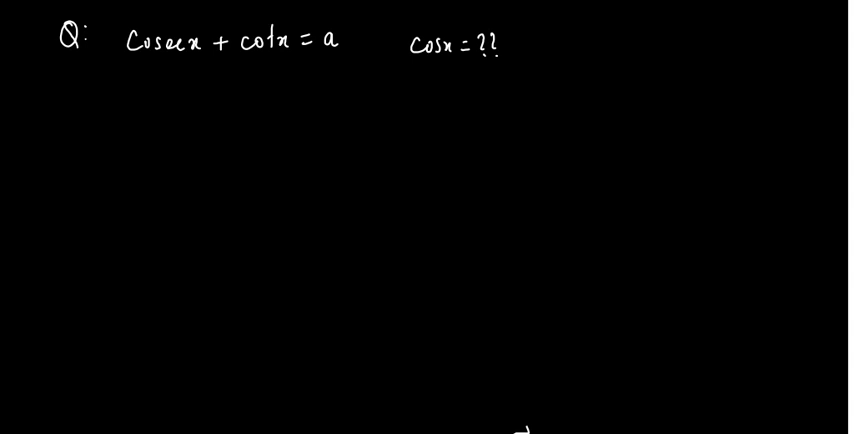 Q: Cosecx + cotx = a cosx = ??